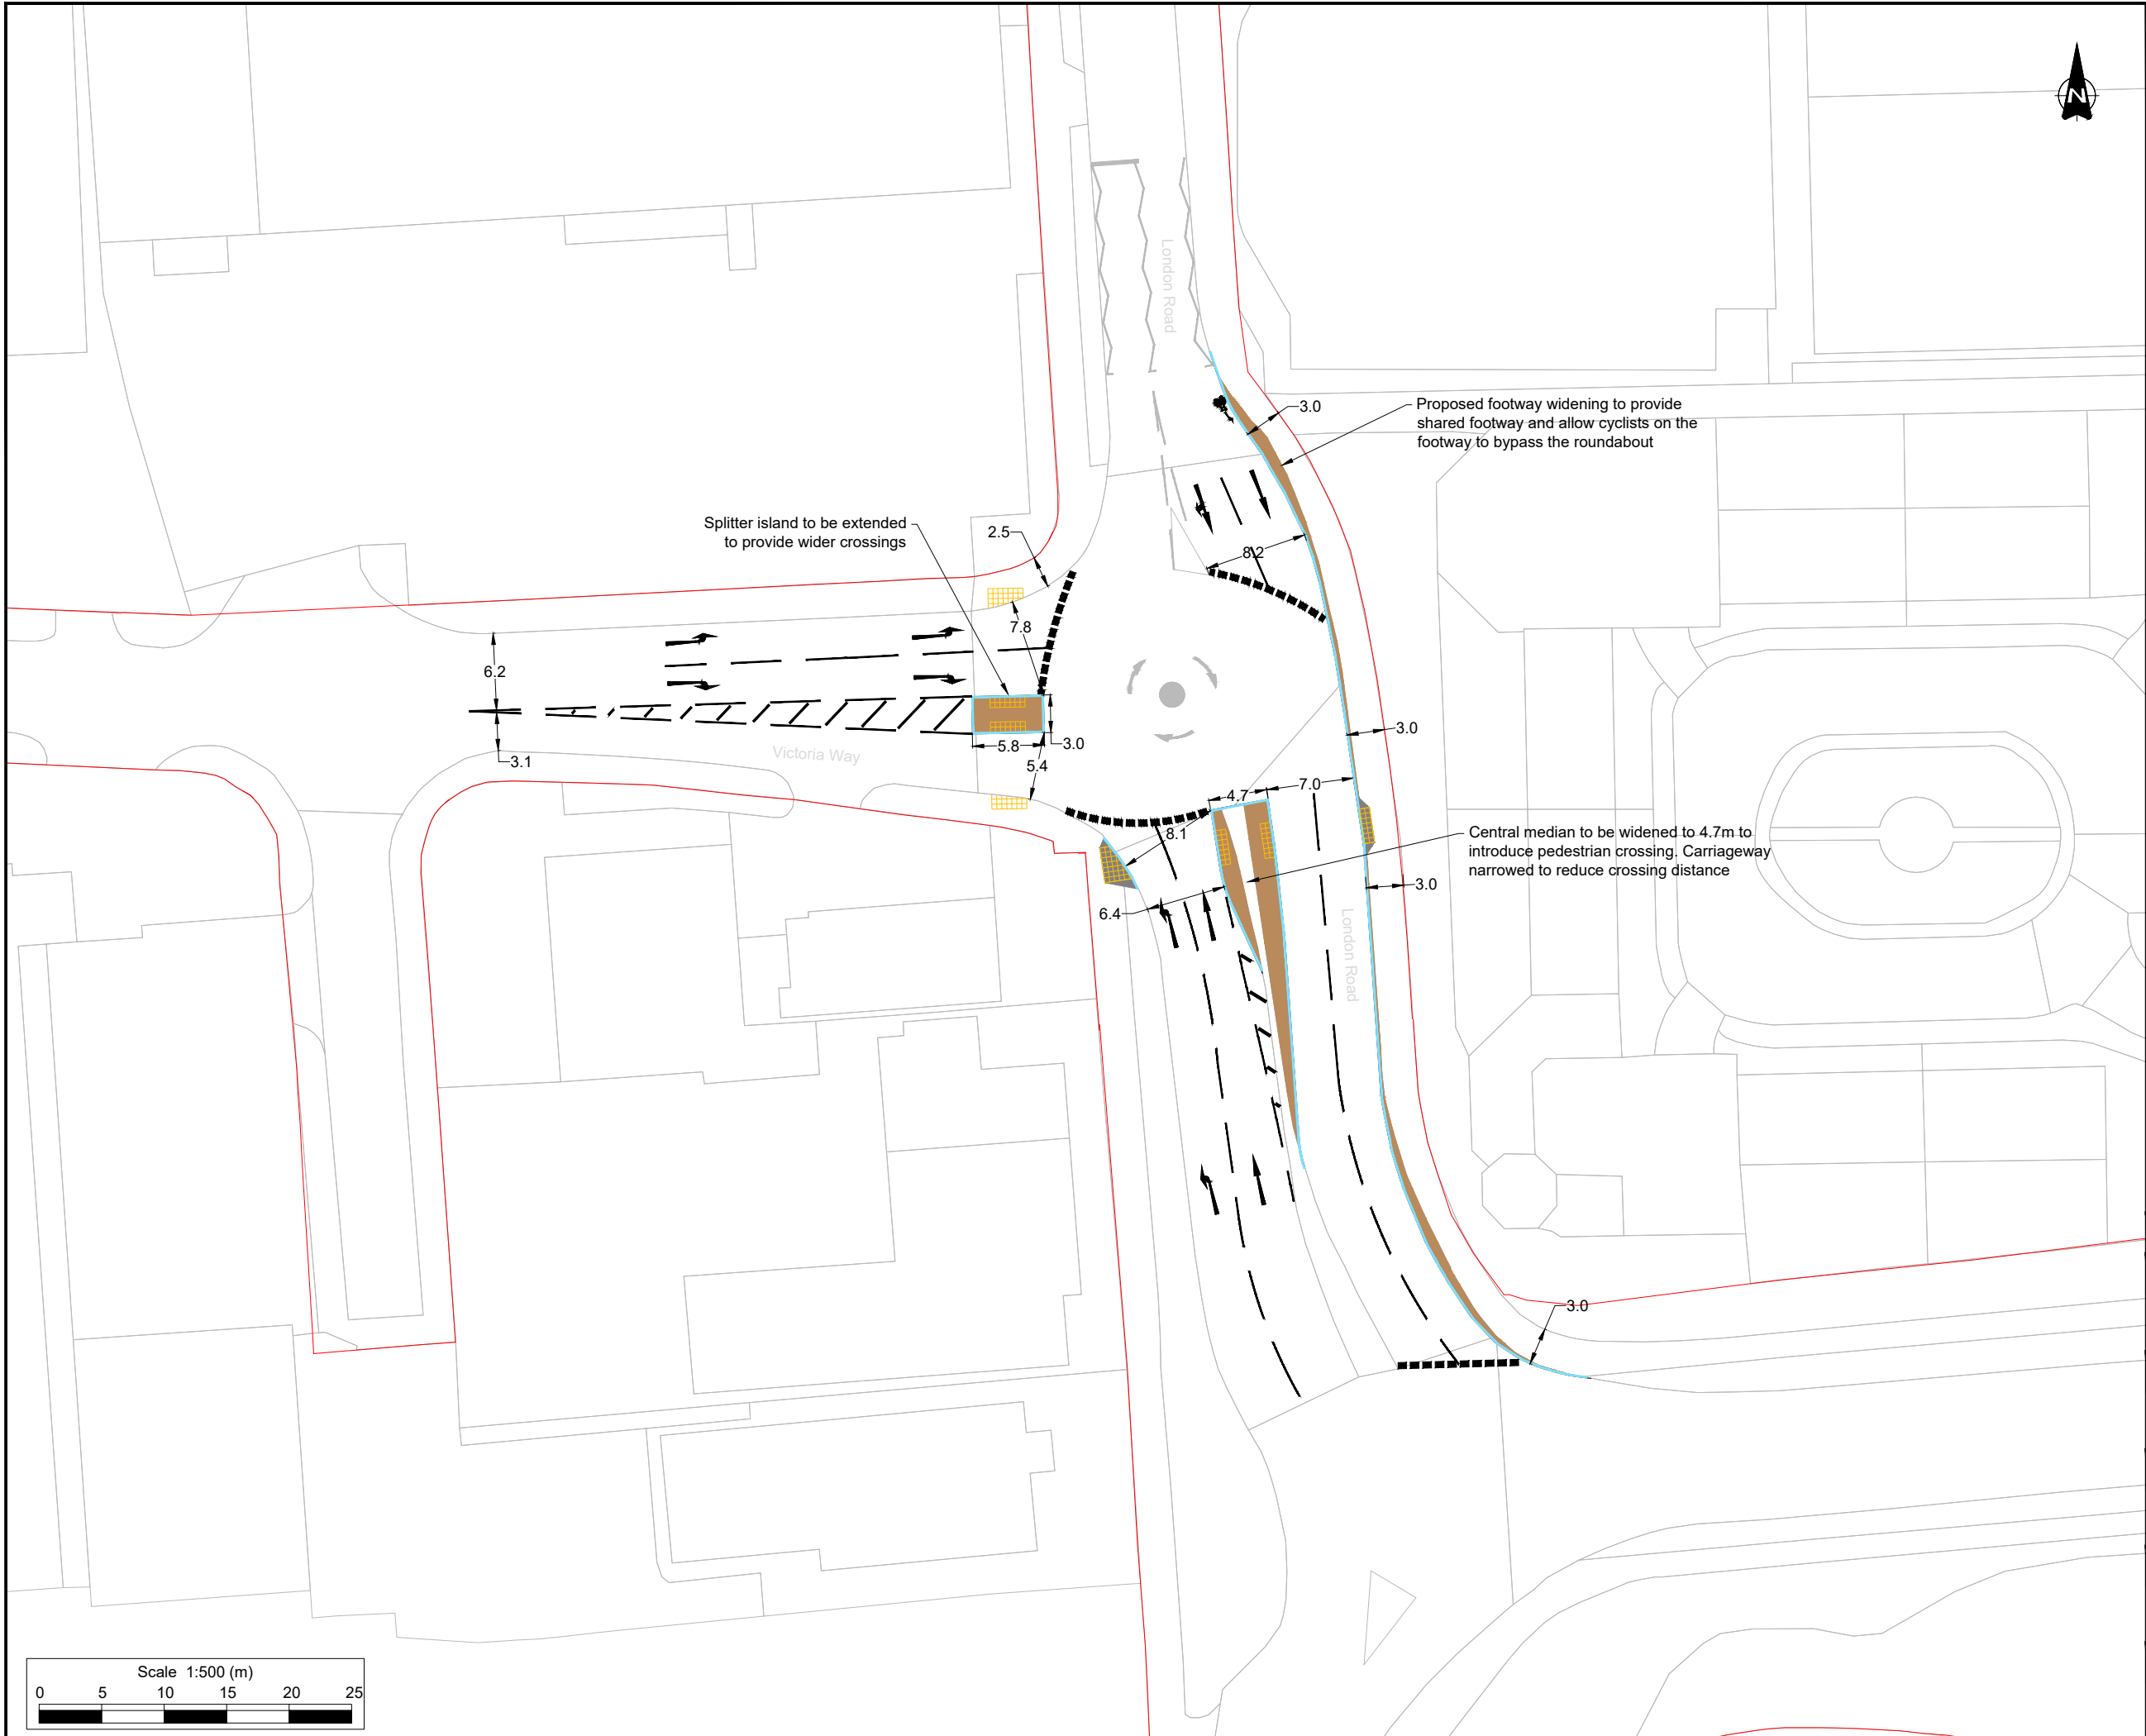 N
London Road
3.0
Proposed footway widening to provide
shared footway and allow cyclists on the
footway to bypass the roundabout
Splitter island to be extended
to provide wider crossings
2.5
8.2
7.8
6.2
3.0
3.0
5.8
5.4
3.1
Victoria Way
7.0
4.7
8.1
Central median to be widened to 4.7m to
introduce pedestrian crossing. Carriageway
narrowed to reduce crossing distance
3.0
6.4
London Road
3.0
Scale 1:500 (m)
0 5 10 15 20 25